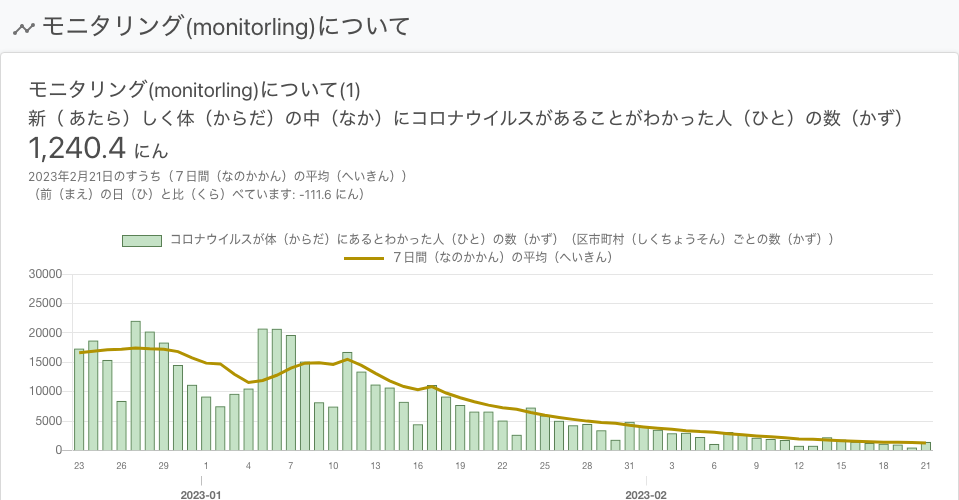 モニタリング(monitorling)について
モニタリング(monitorling)について(1)
新（ あたら）しく体（からだ）の中（なか）にコロナウイルスがあることがわかった人（ひと）の数（かず）
1,240.4 にん
2023年2月21日のすうち（７日間（なのかかん）の平均（へいきん））
（前（まえ）の日（ひ）と比（くら）べています: -111.6 にん）
コロナウイルスが体（からだ）にあるとわかった人（ひと）の数（かず）（区市町村（しくちょうそん）ごとの数（かず））
７日間（なのかかん）の平均（へいきん）
30000
25000
20000
15000
10000
5000
0
23 26 29 1 4 7 10 13 16 19 22 25 28 31 3 6 9 12 15 18 21
2023-01 2023-02